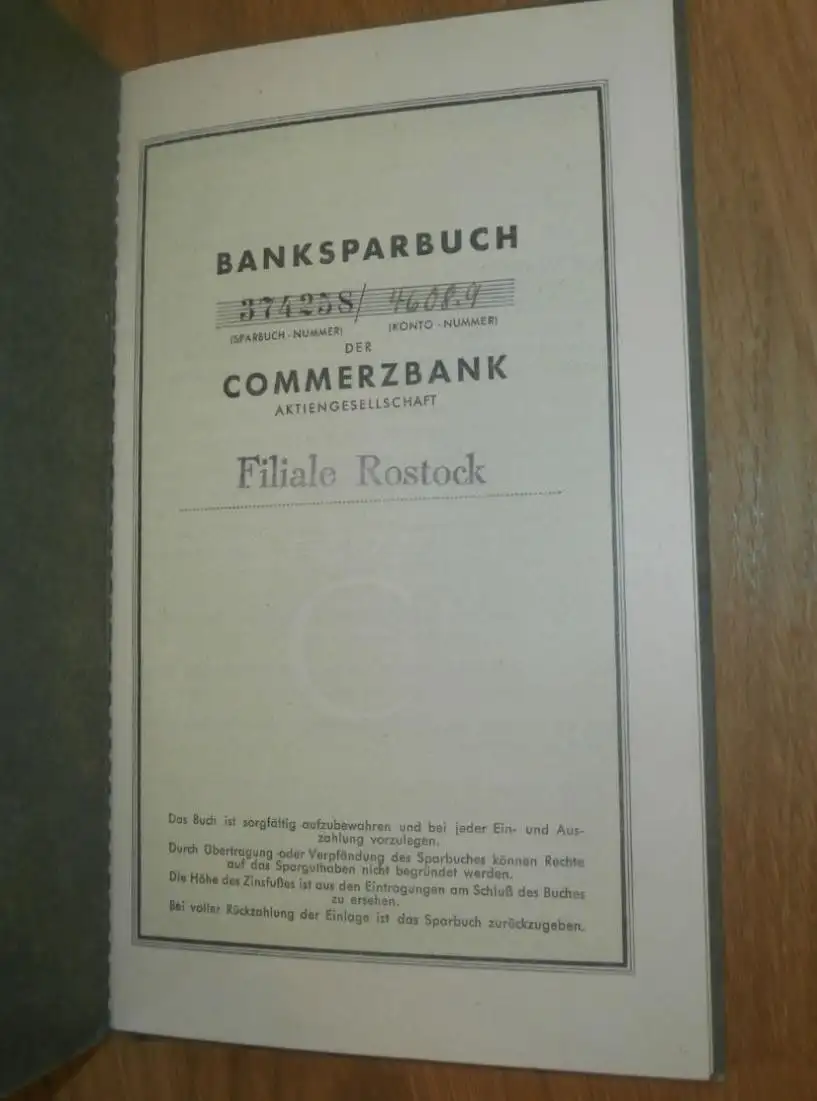 BANKSPARBUCH
374258/ 4608.9
(SPARBUCH-NUMMER) (KONTO-NUMMER)
DER
COMMERZBANK
AKTIENGESELLSCHAFT
Filiale Rostock
Das Buch ist sorgfältig aufzubewahren und bei jeder Ein- und Aus-
zahlung vorzulegen.
Durch Übertragung oder Verpfändung des Sparbuches können Rechte
auf das Sparguthaben nicht begründet werden.
Die Höhe des Zinsfußes ist aus den Eintragungen am Schluß des Buches
zu ersehen.
Bei voller Rückzahlung der Einlage ist das Sparbuch zurückzugeben.